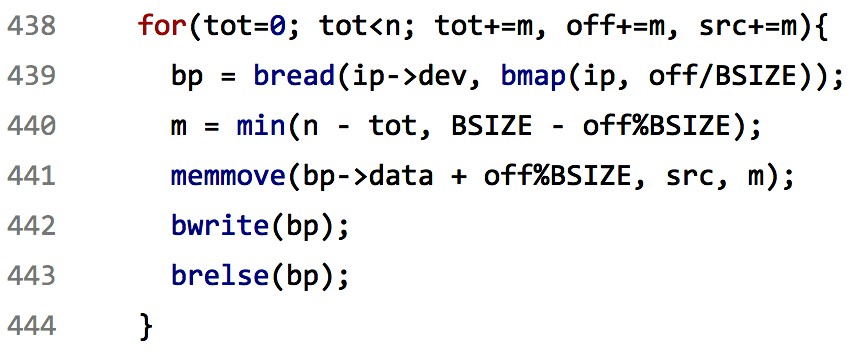 438     for(tot=0; tot<n; tot+=m, off+=m, src+=m){
439       bp = bread(ip->dev, bmap(ip, off/BSIZE));
440       m = min(n - tot, BSIZE - off%BSIZE);
441       memmove(bp->data + off%BSIZE, src, m);
442       bwrite(bp);
443       brelse(bp);
444     }